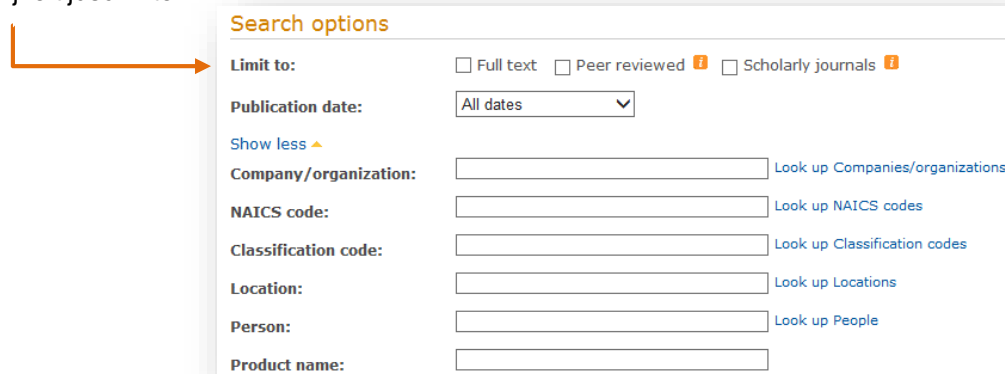 Search options
Limit to: Full text Peer reviewed i Scholarly journals i
Publication date: All dates
Show less
Company/organization: Look up Companies/organizations
NAICS code: Look up NAICS codes
Classification code: Look up Classification codes
Location: Look up Locations
Person: Look up People
Product name: